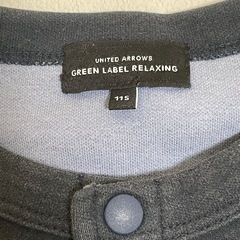 UNITED ARROWS
GREEN LABEL RELAXING
115